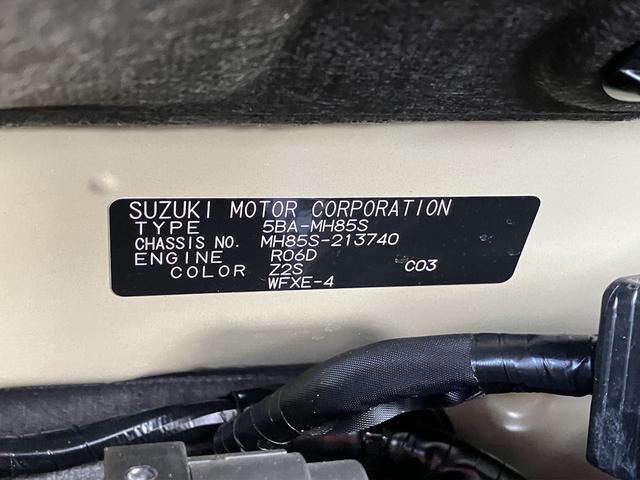 SUZUKI MOTOR CORPORATION
TYPE 5BA-MH85S
CHASSIS NO. MH85S-213740
ENGINE R06D
COLOR Z2S C03
WFXE-4